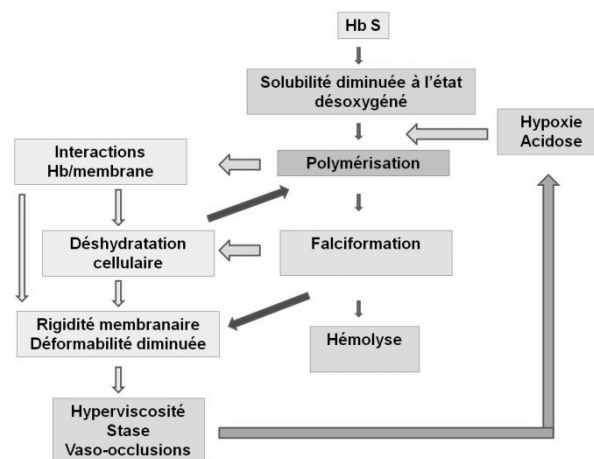 Hb S
Solubilité diminuée à l'état
désoxygéné
Hypoxie
Acidose
Interactions
Hb/membrane
Polymérisation
Déshydratation
cellulaire
Falciformation
Rigidité membranaire
Déformabilité diminuée
Hémolyse
Hyperviscosité
Stase
Vaso-occlusions